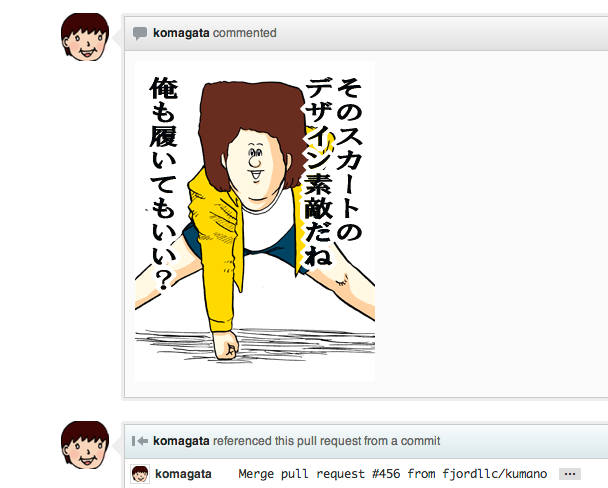 komagata commented
そのスカートの
デザイン素敵だね
俺も履いてもいい？
komagata referenced this pull request from a commit
komagata Merge pull request #456 from fjordllc/kumano ...